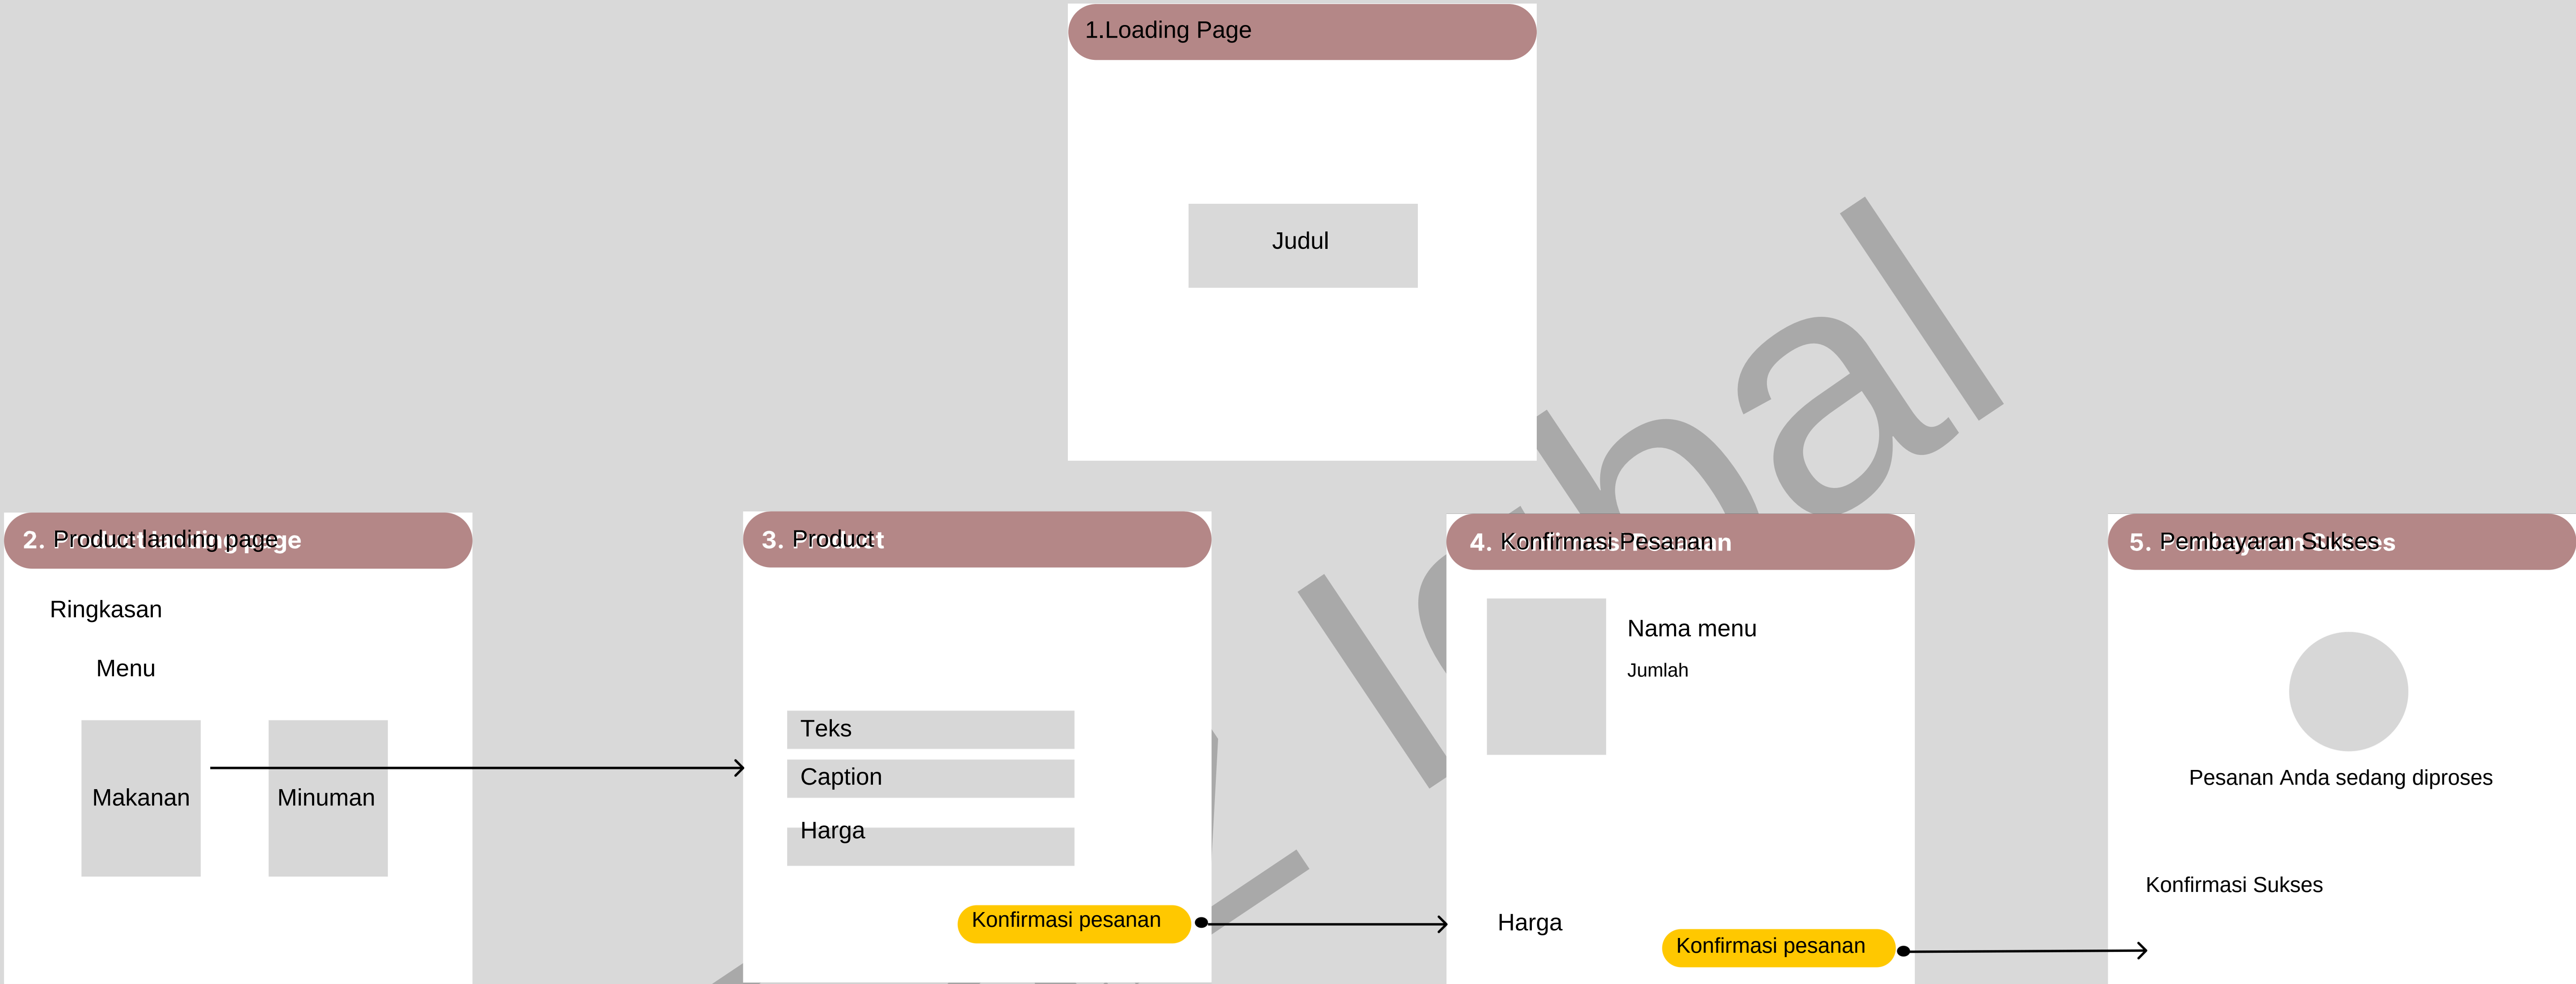 1.Loading Page
Judul
2. Product landing page
Ringkasan
Menu
Makanan
Minuman
3. Product
Teks
Caption
Harga
Konfirmasi pesanan
4. Konfirmasi Pesanan
Nama menu
Jumlah
Harga
Konfirmasi pesanan
5. Pembayaran Sukses
Pesanan Anda sedang diproses
Konfirmasi Sukses